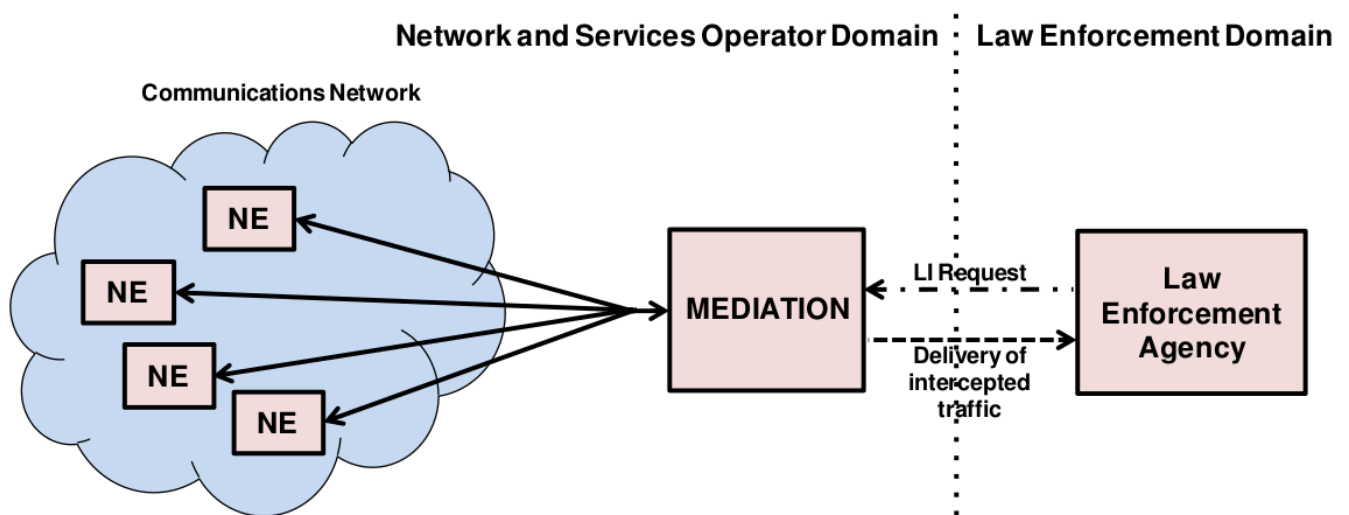 Network and Services Operator Domain
Law Enforcement Domain
Communications Network
NE
NE
NE
NE
MEDIATION
LI Request
Delivery of
intercepted
traffic
Law
Enforcement
Agency